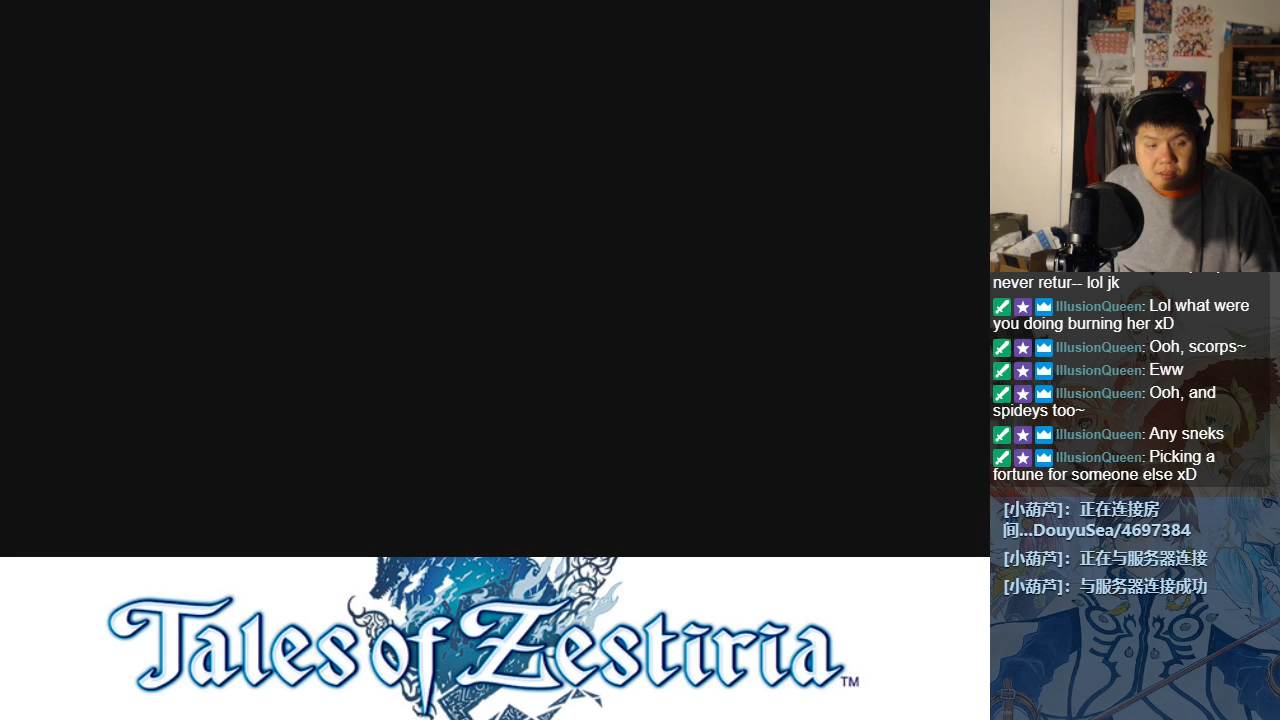 never retur-- lol jk
IllusionQueen: Lol what were
you doing burning her xD
IllusionQueen: Ooh, scorps~
IllusionQueen: Eww
IllusionQueen: Ooh, and
spideys too~
IllusionQueen: Any sneks
IllusionQueen: Picking a
fortune for someone else xD
[小葫芦]：正在连接房
间...DouyuSea/4697384
[小葫芦]：正在与服务器连接
[小葫芦]：与服务器连接成功
Tales of Zestiria™